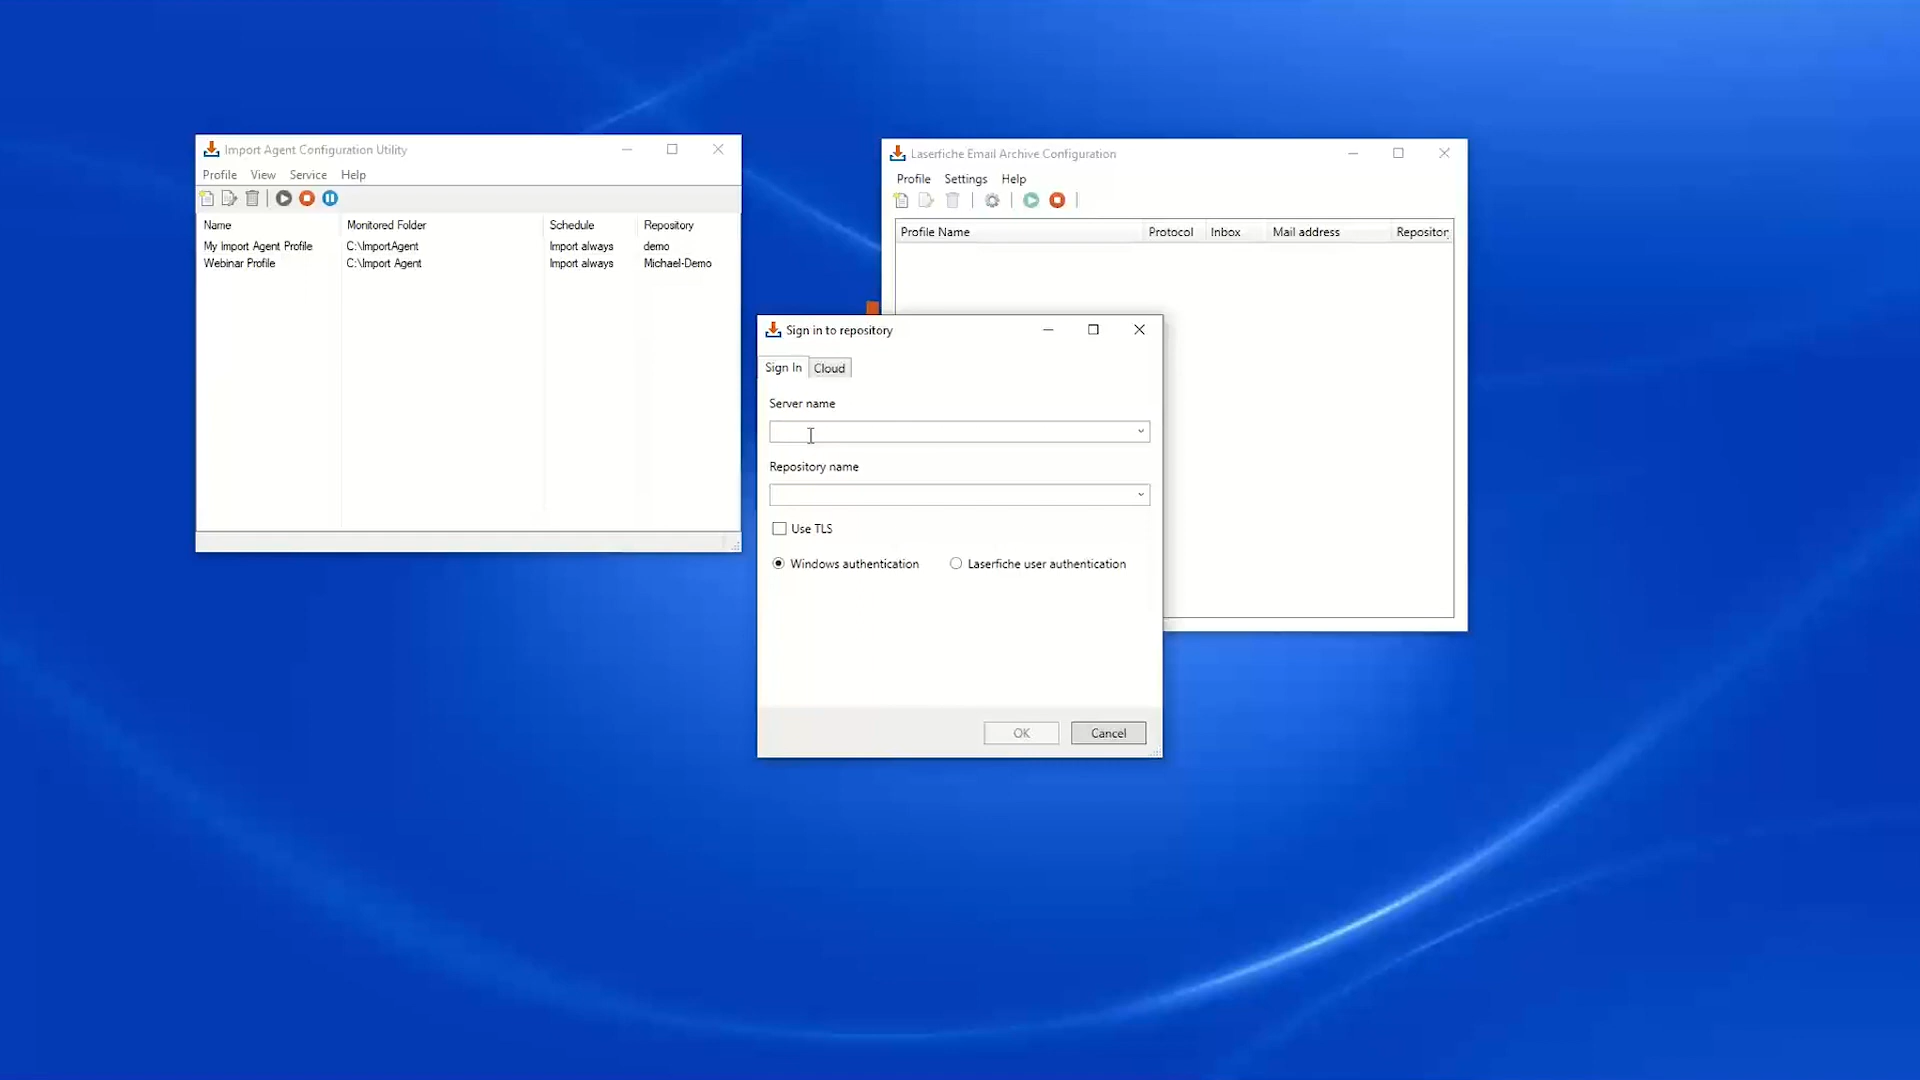 Import Agent Configuration Utility
Profile View Service Help
Name Monitored Folder Schedule Repository
My Import Agent Profile C:\ImportAgent Import always demo
Webinar Profile C:\Import Agent Import always Michael-Demo
Laserfiche Email Archive Configuration
Profile Settings Help
Profile Name Protocol Inbox Mail address Repositor
Sign in to repository
Sign In Cloud
Server name
Repository name
Use TLS
Windows authentication Laserfiche user authentication
OK Cancel